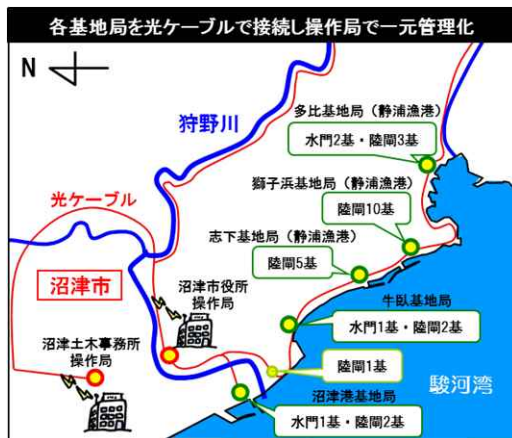 各基地局を光ケーブルで接続し操作局で一元管理化
N
狩野川
多比基地局（静浦漁港）
水門2基・陸閘3基
光ケーブル
獅子浜基地局（静浦漁港）
陸閘10基
志下基地局（静浦漁港）
陸閘5基
沼津市
沼津市役所
操作局
牛臥基地局
水門1基・陸閘2基
沼津土木事務所
操作局
陸閘1基
駿河湾
沼津港基地局
水門1基・陸閘2基